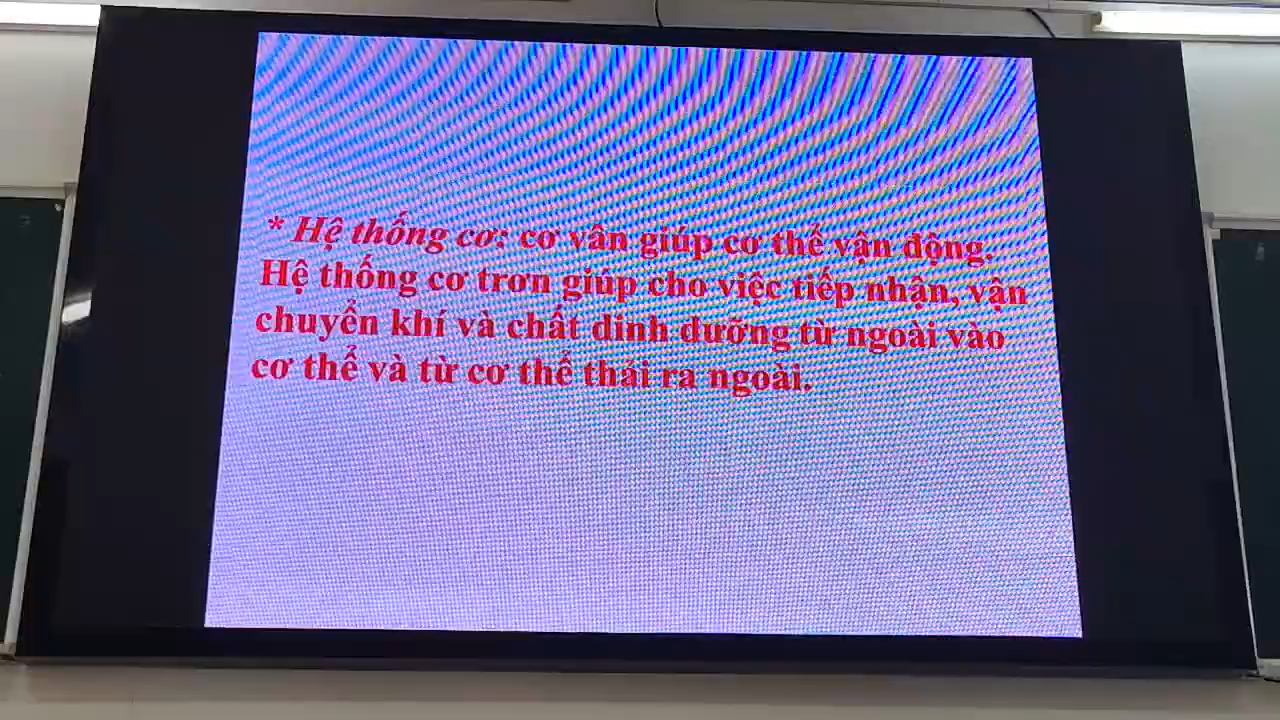 * Hệ thống cơ: cơ vân giúp cơ thể vận động.
Hệ thống cơ trơn giúp cho việc tiếp nhận, vận
chuyển khí và chất dinh dưỡng từ ngoài vào
cơ thể và từ cơ thể thải ra ngoài.